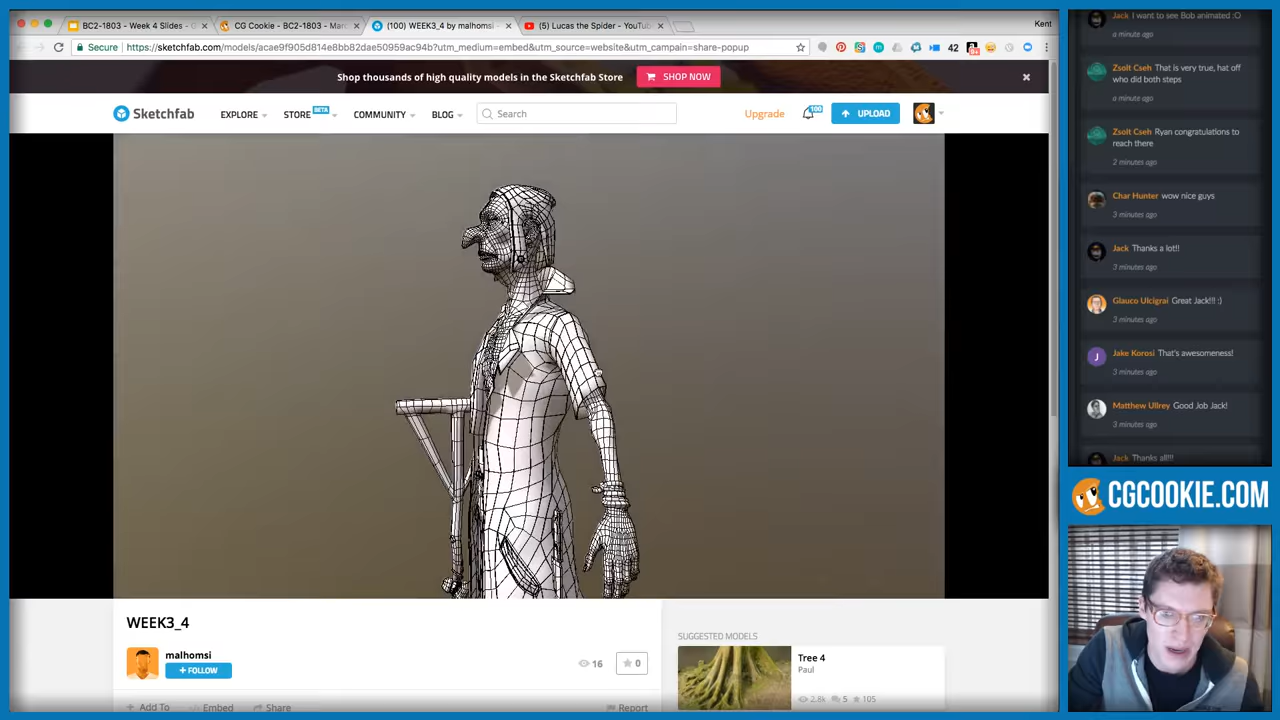 BC2-1803 - Week 4 Slides - G
CG Cookie - BC2-1803 - Marc
(100) WEEK3_4 by malhomsi -
(5) Lucas the Spider - YouTube
Kent
Secure
https://sketchfab.com/models/acae9f905d814e8bb82dae50959ac94b?utm_medium=embed&utm_source=website&utm_campain=share-popup
42
Shop thousands of high quality models in the Sketchfab Store
SHOP NOW
Sketchfab
EXPLORE
STORE
BETA
COMMUNITY
BLOG
Search
Upgrade
100
UPLOAD
WEEK3_4
malhomsi
+ FOLLOW
16
0
Add To
Embed
Share
Report
SUGGESTED MODELS
Tree 4
Paul
2.8k
5
105
Jack I want to see Bob animated :O
a minute ago
Zsolt Cseh That is very true, hat off
who did both steps
a minute ago
Zsolt Cseh Ryan congratulations to
reach there
2 minutes ago
Char Hunter wow nice guys
3 minutes ago
Jack Thanks a lot!!
3 minutes ago
Glauco Ulcigrai Great Jack!!! :)
3 minutes ago
J
Jake Korosi That's awesomeness!
3 minutes ago
Matthew Ullrey Good Job Jack!
3 minutes ago
Jack Thanks all!!!
CGCOOKIE.COM